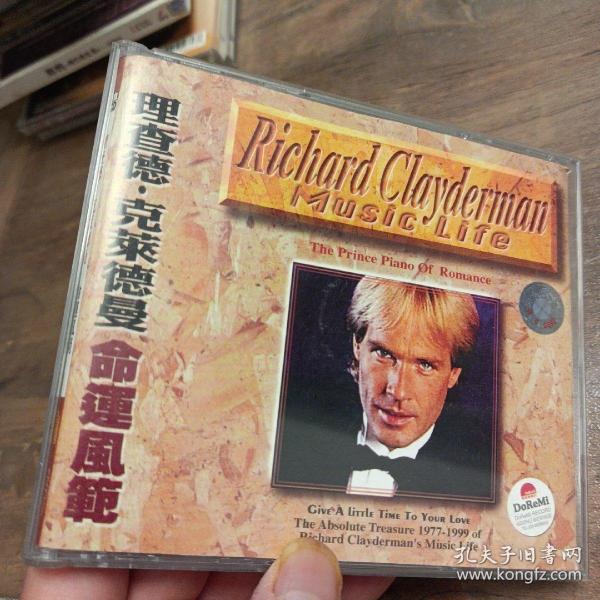 理查德·克萊德曼
命運風範
Richard Clayderman
Music Life
The Prince Piano Of Romance
GIVE A LITTLE TIME TO YOUR LOVE
The Absolute Treasure 1977-1999 of
Richard Clayderman's Music Life
DoReMi
DoReMi RECORD
孔夫子旧书网
www.kongfz.com